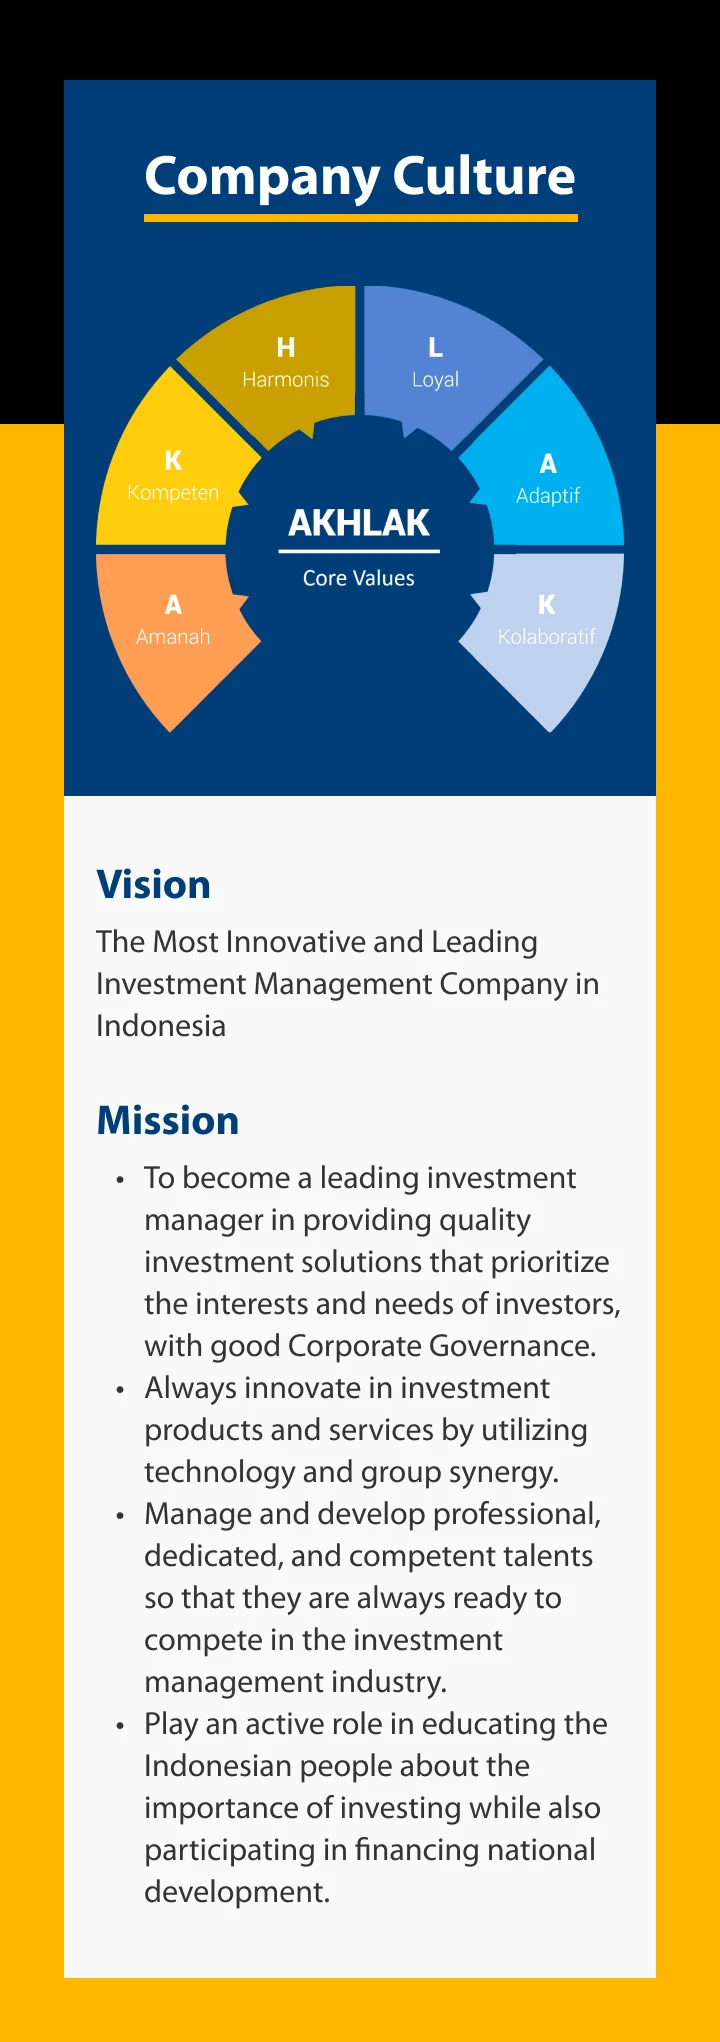 Company Culture
H
Harmonis
L
Loyal
K
Kompeten
A
Adaptif
AKHLAK
Core Values
A
Amanah
K
Kolaboratif
Vision
The Most Innovative and Leading
Investment Management Company in
Indonesia
Mission
• To become a leading investment
manager in providing quality
investment solutions that prioritize
the interests and needs of investors,
with good Corporate Governance.
• Always innovate in investment
products and services by utilizing
technology and group synergy.
• Manage and develop professional,
dedicated, and competent talents
so that they are always ready to
compete in the investment
management industry.
• Play an active role in educating the
Indonesian people about the
importance of investing while also
participating in financing national
development.